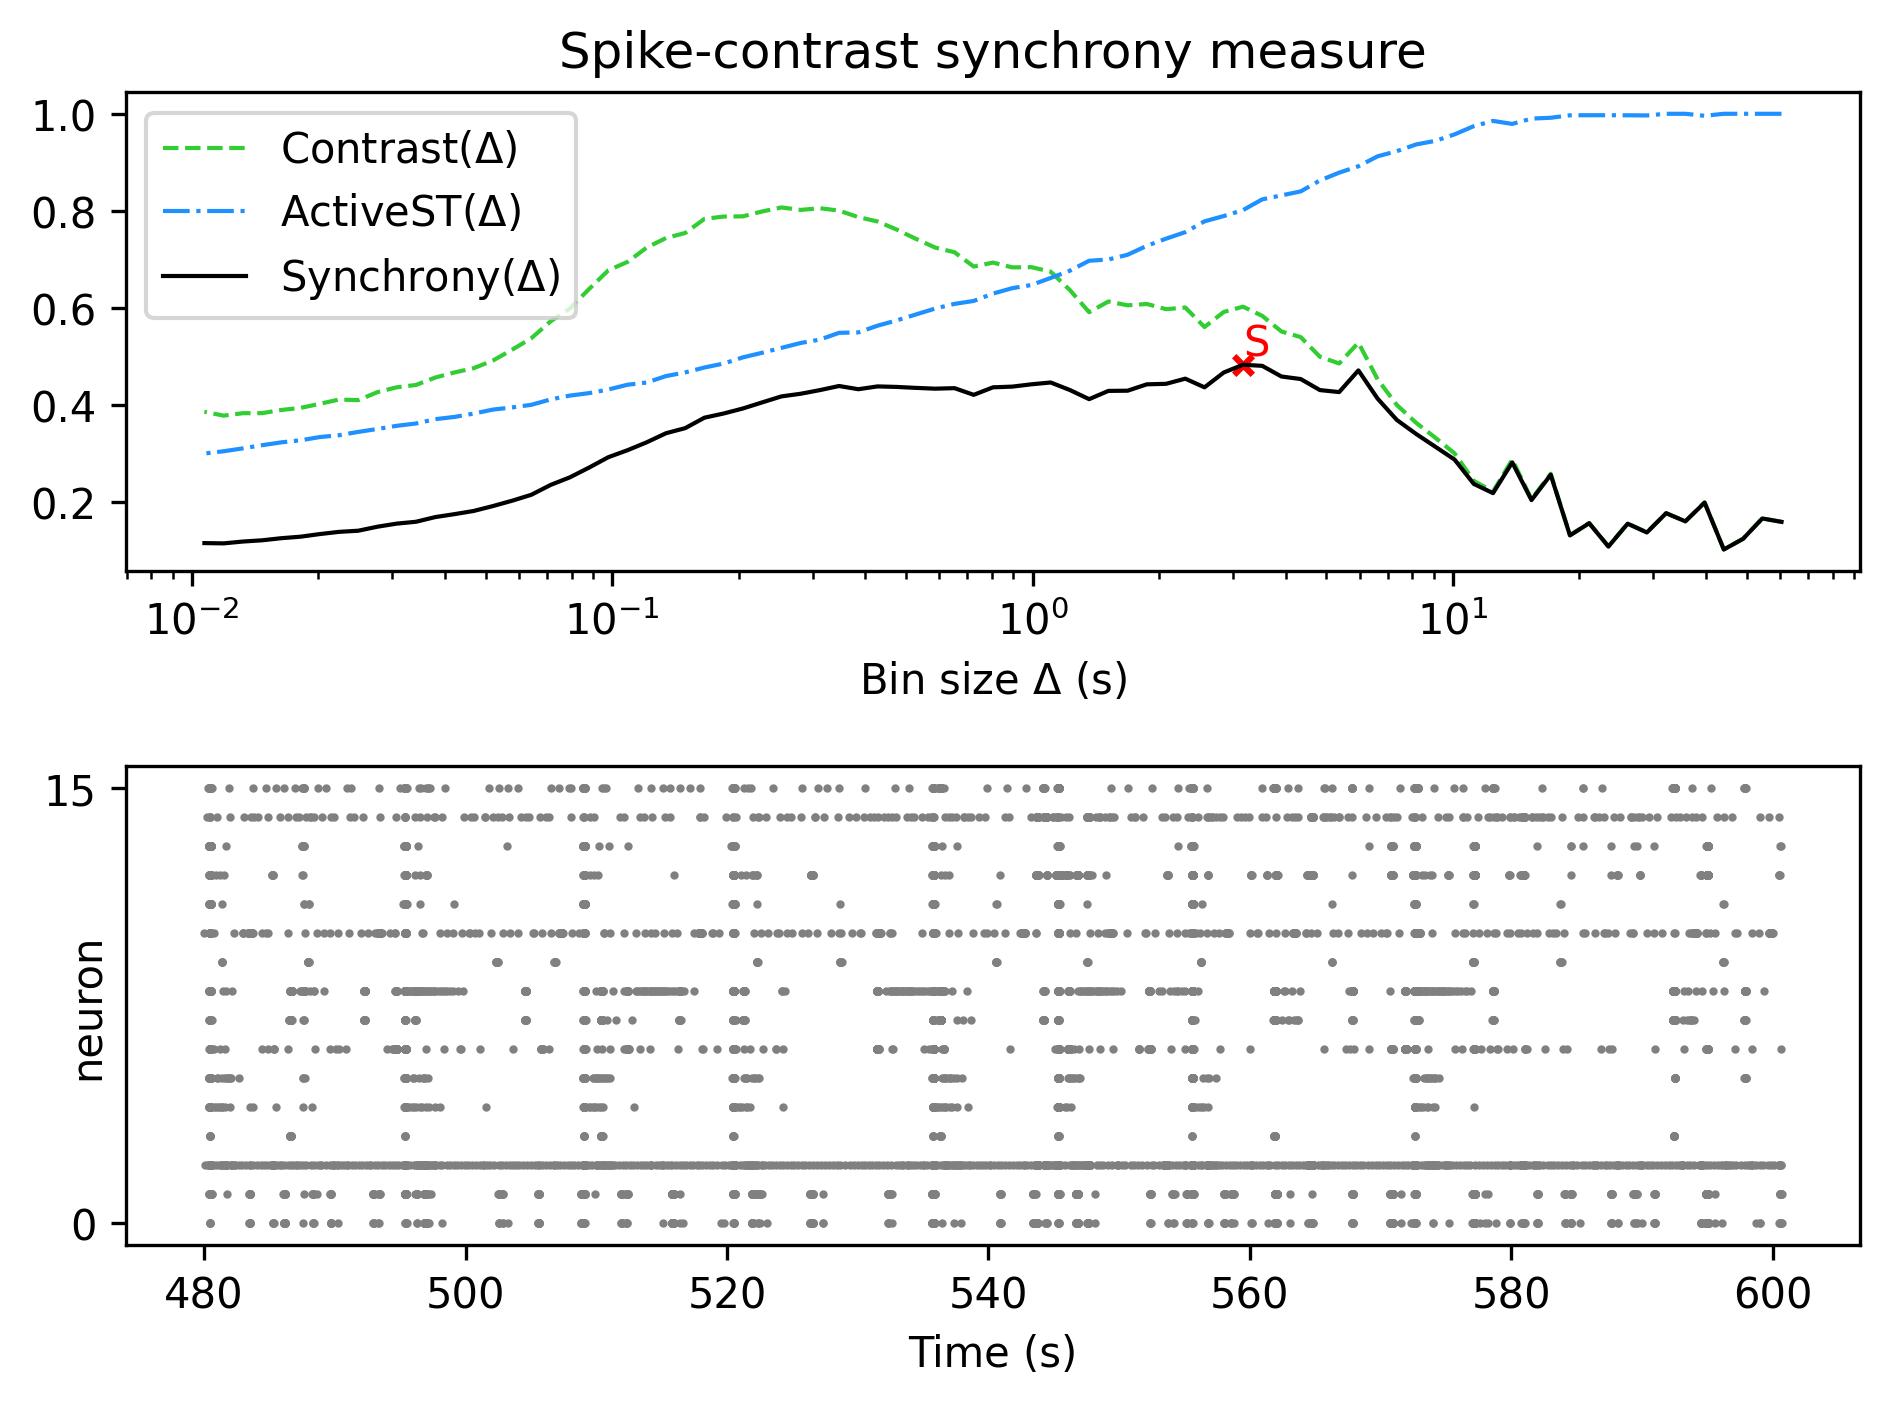 Spike-contrast synchrony measure
1.0
0.8
0.6
0.4
0.2
Contrast(Δ)
ActiveST(Δ)
Synchrony(Δ)
S
10⁻² 10⁻¹ 10⁰ 10¹
Bin size Δ (s)
15
neuron
0
480 500 520 540 560 580 600
Time (s)